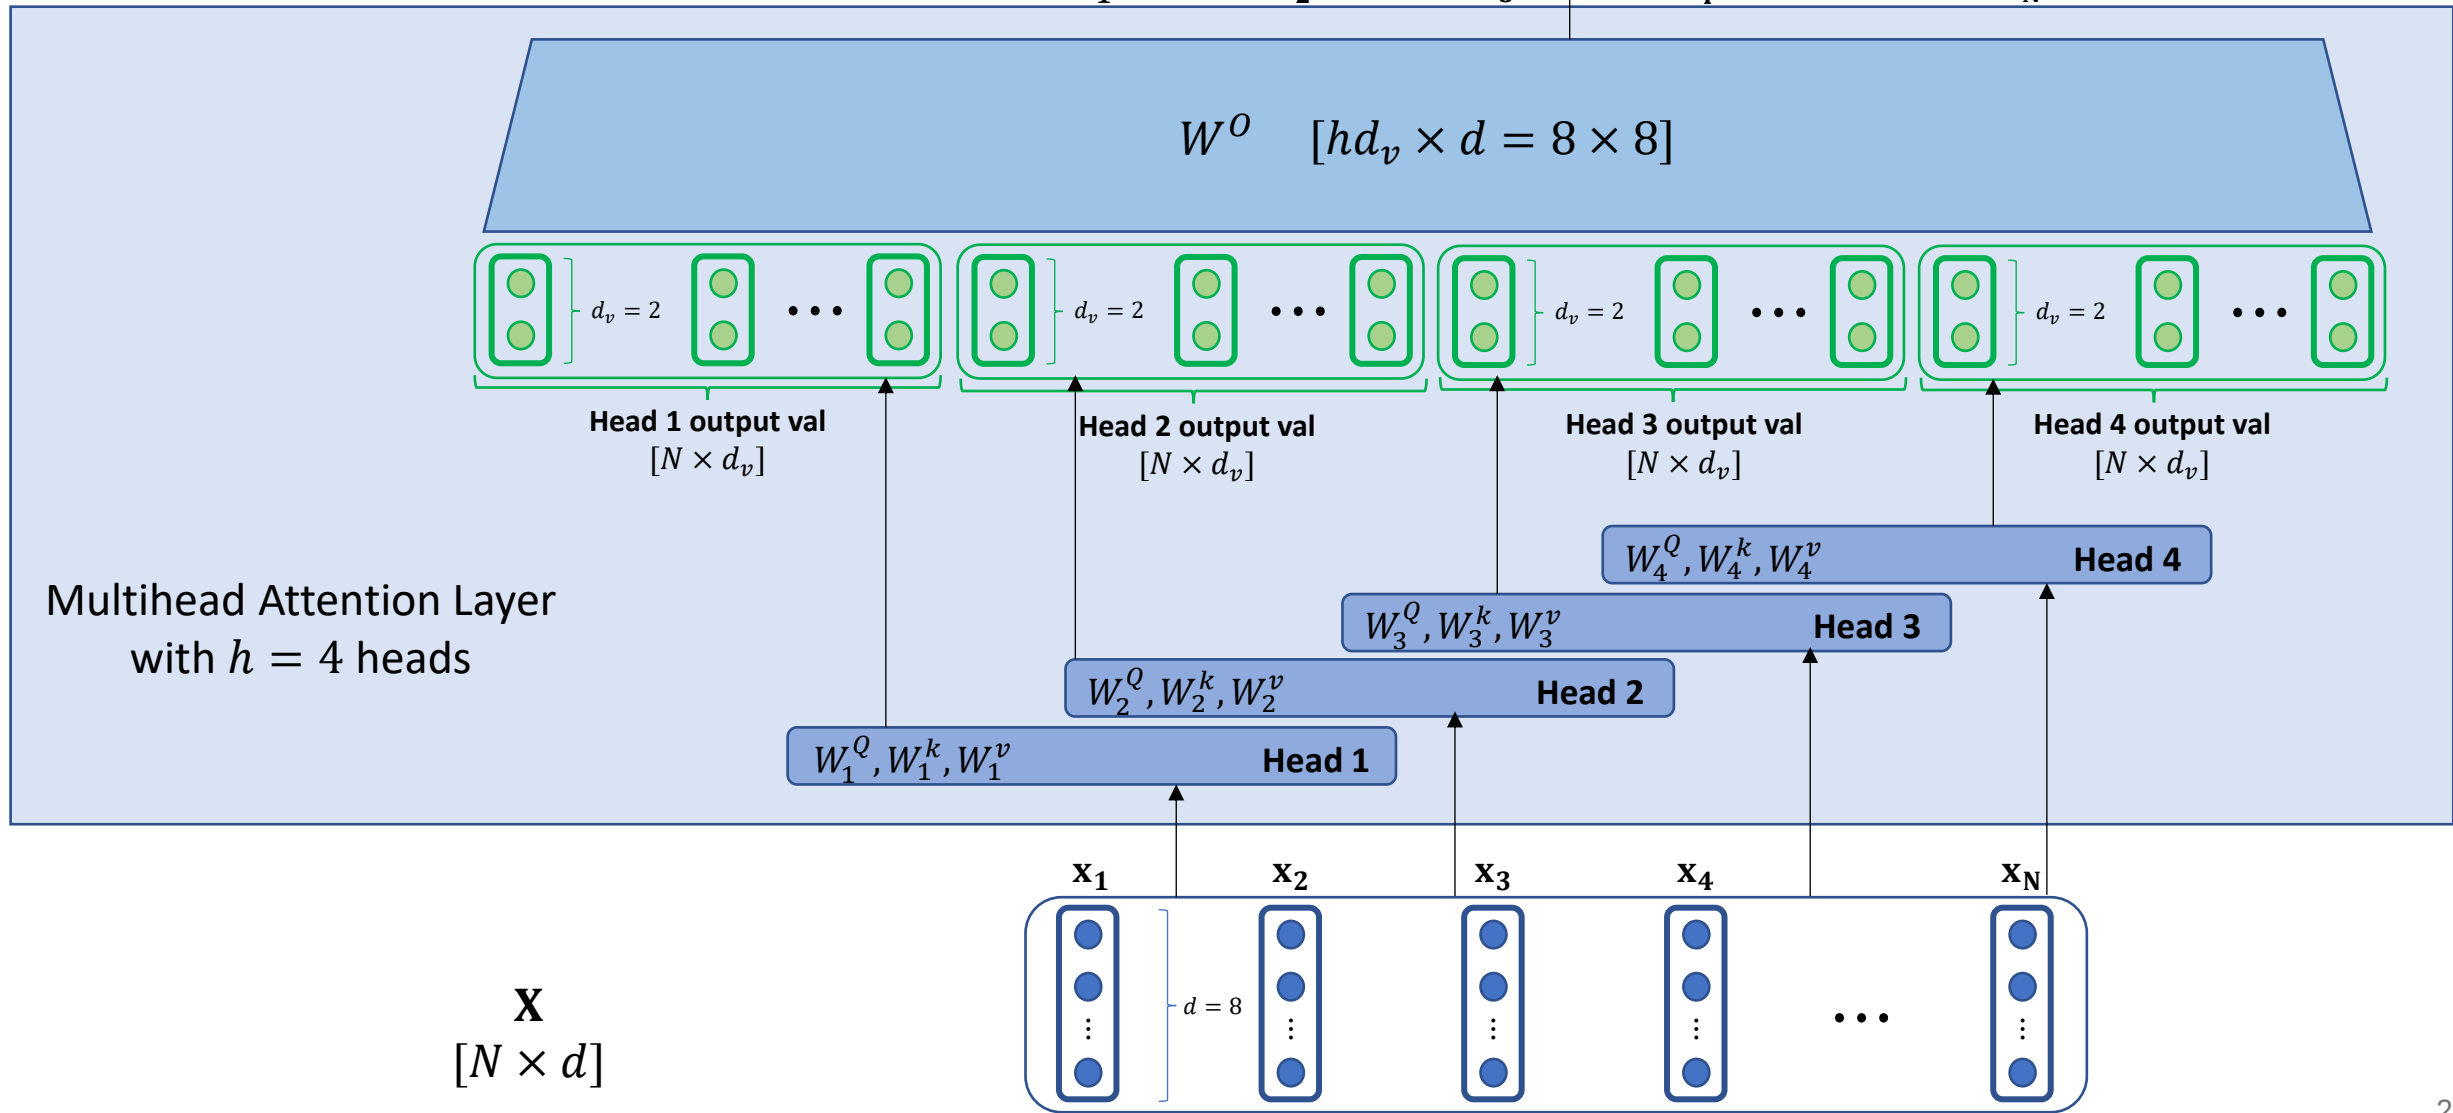 W^O [hd_v × d = 8 × 8]
d_v = 2 ••• d_v = 2 ••• d_v = 2 ••• d_v = 2 •••
Head 1 output val
[N × d_v]
Head 2 output val
[N × d_v]
Head 3 output val
[N × d_v]
Head 4 output val
[N × d_v]
W_4^Q, W_4^k, W_4^v Head 4
W_3^Q, W_3^k, W_3^v Head 3
W_2^Q, W_2^k, W_2^v Head 2
W_1^Q, W_1^k, W_1^v Head 1
Multihead Attention Layer
with h = 4 heads
x_1 x_2 x_3 x_4 x_N
d = 8 •••
X
[N × d]